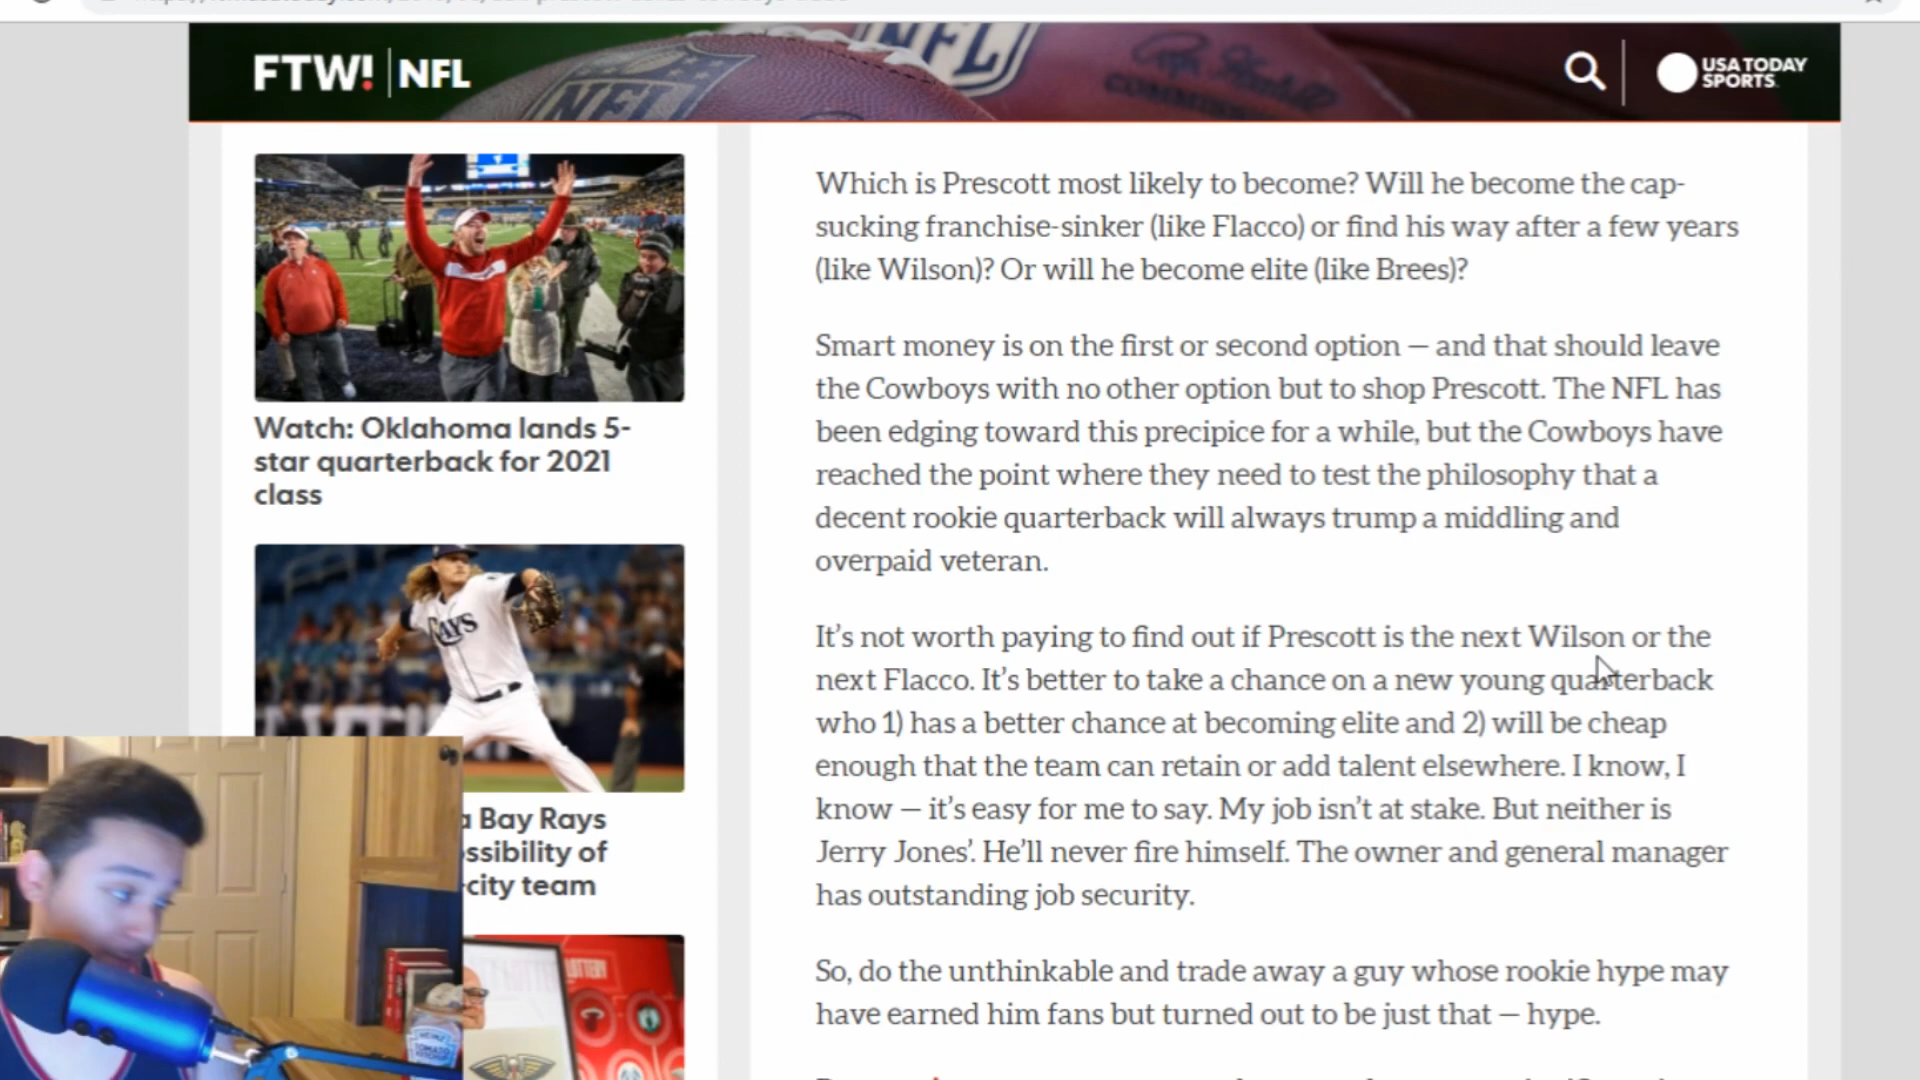 FTW! NFL
USA TODAY
SPORTS
Which is Prescott most likely to become? Will he become the cap-
sucking franchise-sinker (like Flacco) or find his way after a few years
(like Wilson)? Or will he become elite (like Brees)?
Smart money is on the first or second option — and that should leave
the Cowboys with no other option but to shop Prescott. The NFL has
been edging toward this precipice for a while, but the Cowboys have
reached the point where they need to test the philosophy that a
decent rookie quarterback will always trump a middling and
overpaid veteran.
It's not worth paying to find out if Prescott is the next Wilson or the
next Flacco. It's better to take a chance on a new young quarterback
who 1) has a better chance at becoming elite and 2) will be cheap
enough that the team can retain or add talent elsewhere. I know, I
know — it's easy for me to say. My job isn't at stake. But neither is
Jerry Jones'. He'll never fire himself. The owner and general manager
has outstanding job security.
So, do the unthinkable and trade away a guy whose rookie hype may
have earned him fans but turned out to be just that — hype.
Watch: Oklahoma lands 5-
star quarterback for 2021
class
Bay Rays
city team
NFL
NFL
RAYS
HEINZ
TOMATO
KETCHUP